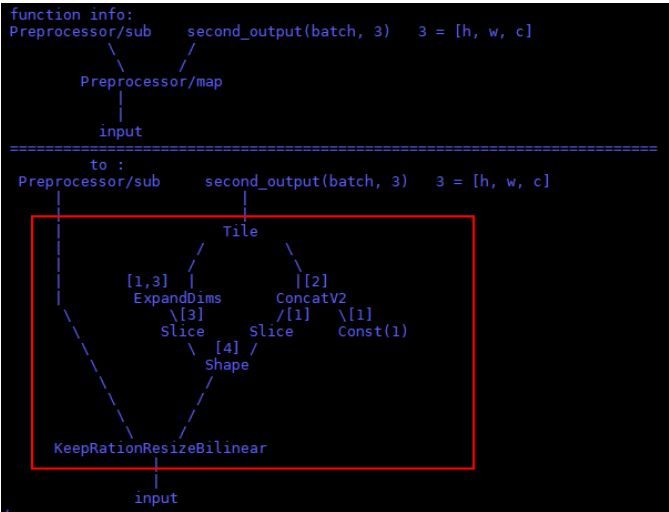 function info:
Preprocessor/sub second_output(batch, 3) 3 = [h, w, c]
Preprocessor/map
input
=========================================================================
to :
Preprocessor/sub second_output(batch, 3) 3 = [h, w, c]
Tile
[1,3] [2]
ExpandDims ConcatV2
[3] [1] [1]
Slice Slice Const(1)
[4]
Shape
KeepRationResizeBilinear
input